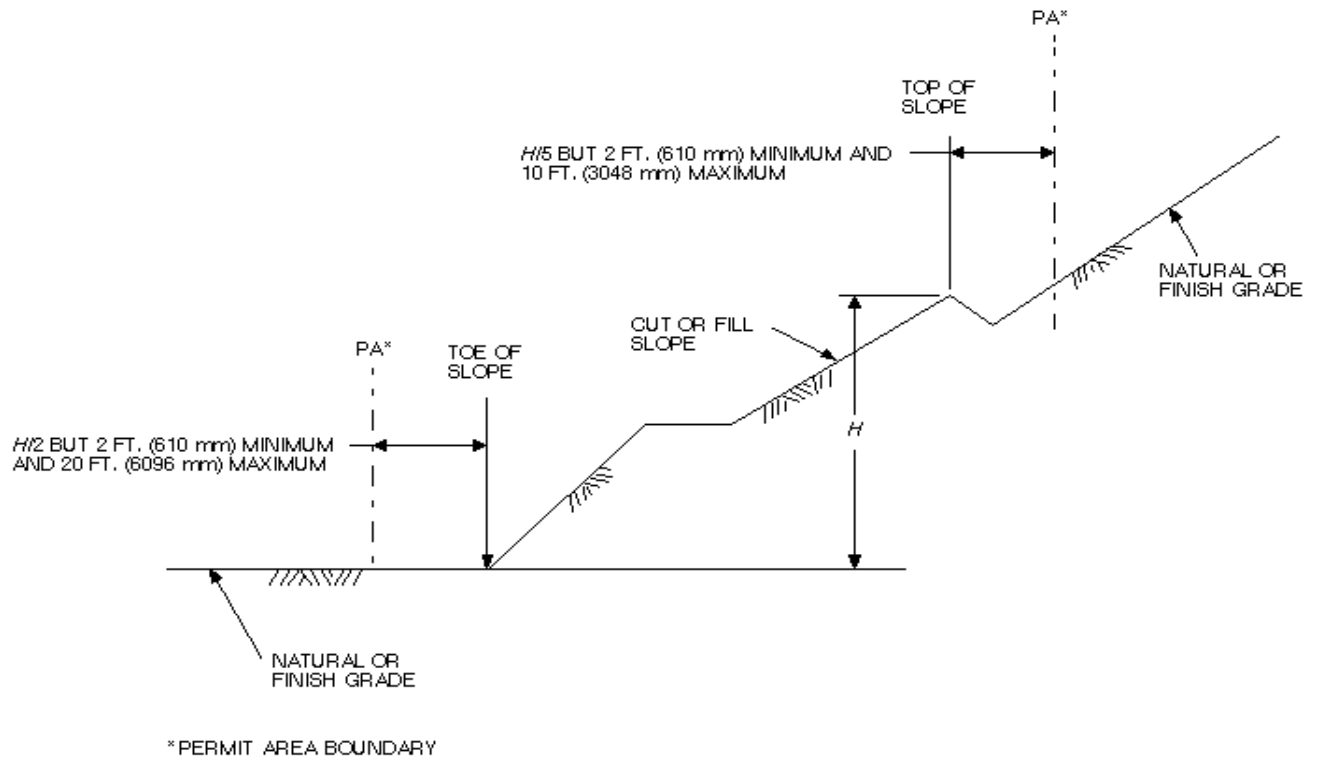 PA*
TOP OF
SLOPE
H/5 BUT 2 FT. (610 mm) MINIMUM AND
10 FT. (3048 mm) MAXIMUM
NATURAL OR
FINISH GRADE
CUT OR FILL
SLOPE
PA*
TOE OF
SLOPE
H
H/2 BUT 2 FT. (610 mm) MINIMUM
AND 20 FT. (6096 mm) MAXIMUM
NATURAL OR
FINISH GRADE
*PERMIT AREA BOUNDARY